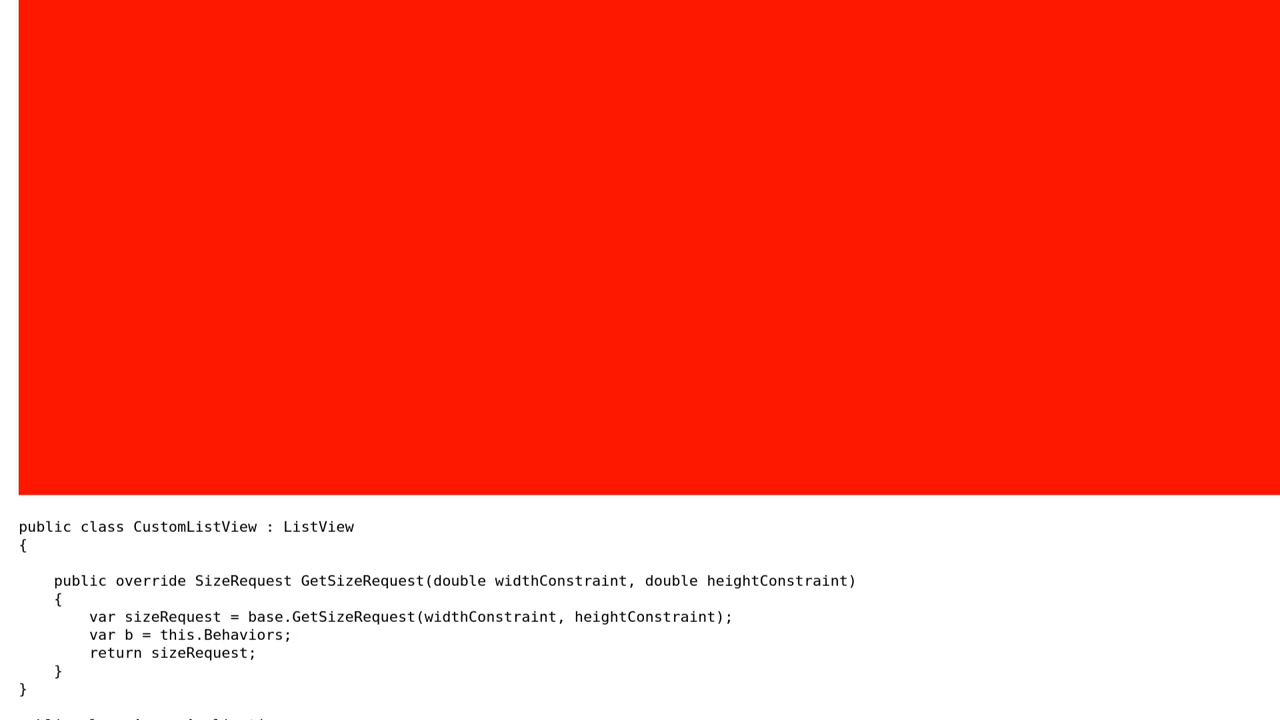 public class CustomListView : ListView
{
    public override SizeRequest GetSizeRequest(double widthConstraint, double heightConstraint)
    {
        var sizeRequest = base.GetSizeRequest(widthConstraint, heightConstraint);
        var b = this.Behaviors;
        return sizeRequest;
    }
}